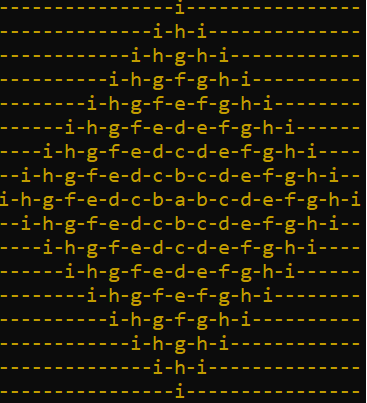 ----------------i----------------
--------------i-h-i--------------
------------i-h-g-h-i------------
----------i-h-g-f-g-h-i----------
--------i-h-g-f-e-f-g-h-i--------
------i-h-g-f-e-d-e-f-g-h-i------
----i-h-g-f-e-d-c-d-e-f-g-h-i----
--i-h-g-f-e-d-c-b-c-d-e-f-g-h-i--
i-h-g-f-e-d-c-b-a-b-c-d-e-f-g-h-i
--i-h-g-f-e-d-c-b-c-d-e-f-g-h-i--
----i-h-g-f-e-d-c-d-e-f-g-h-i----
------i-h-g-f-e-d-e-f-g-h-i------
--------i-h-g-f-e-f-g-h-i--------
----------i-h-g-f-g-h-i----------
------------i-h-g-h-i------------
--------------i-h-i--------------
----------------i----------------